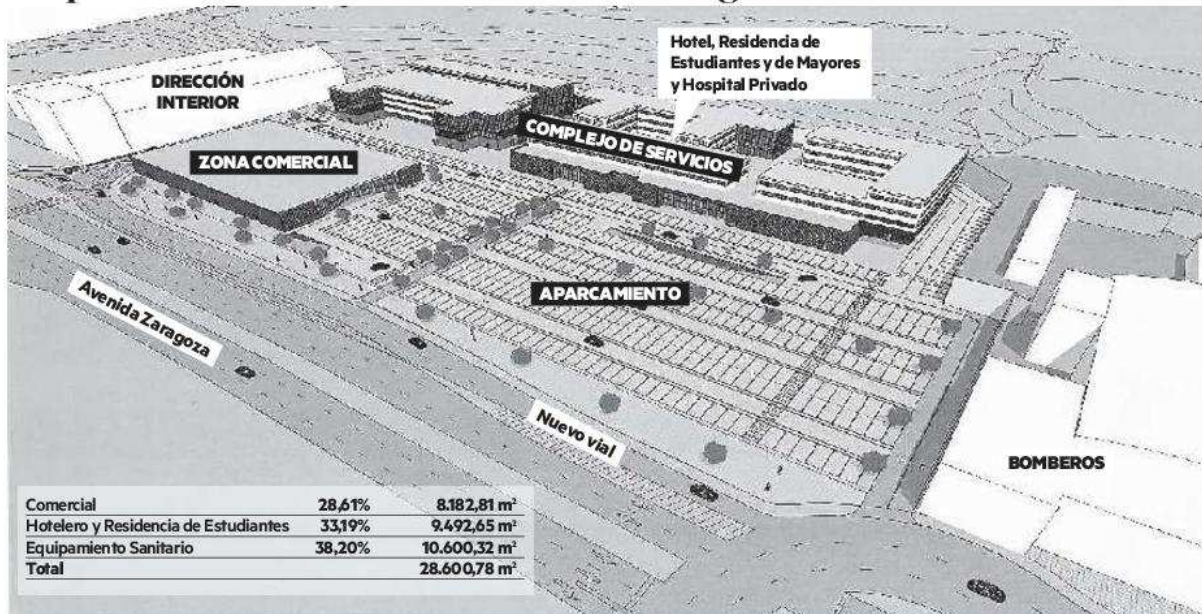 Hotel, Residencia de
Estudiantes y de Mayores
y Hospital Privado
DIRECCIÓN
INTERIOR
COMPLEJO DE SERVICIOS
ZONA COMERCIAL
APARCAMIENTO
Avenida Zaragoza
Nuevo vial
BOMBEROS
Comercial 28,61% 8.182,81 m²
Hotelero y Residencia de Estudiantes 33,19% 9.492,65 m²
Equipamiento Sanitario 38,20% 10.600,32 m²
Total 28.600,78 m²